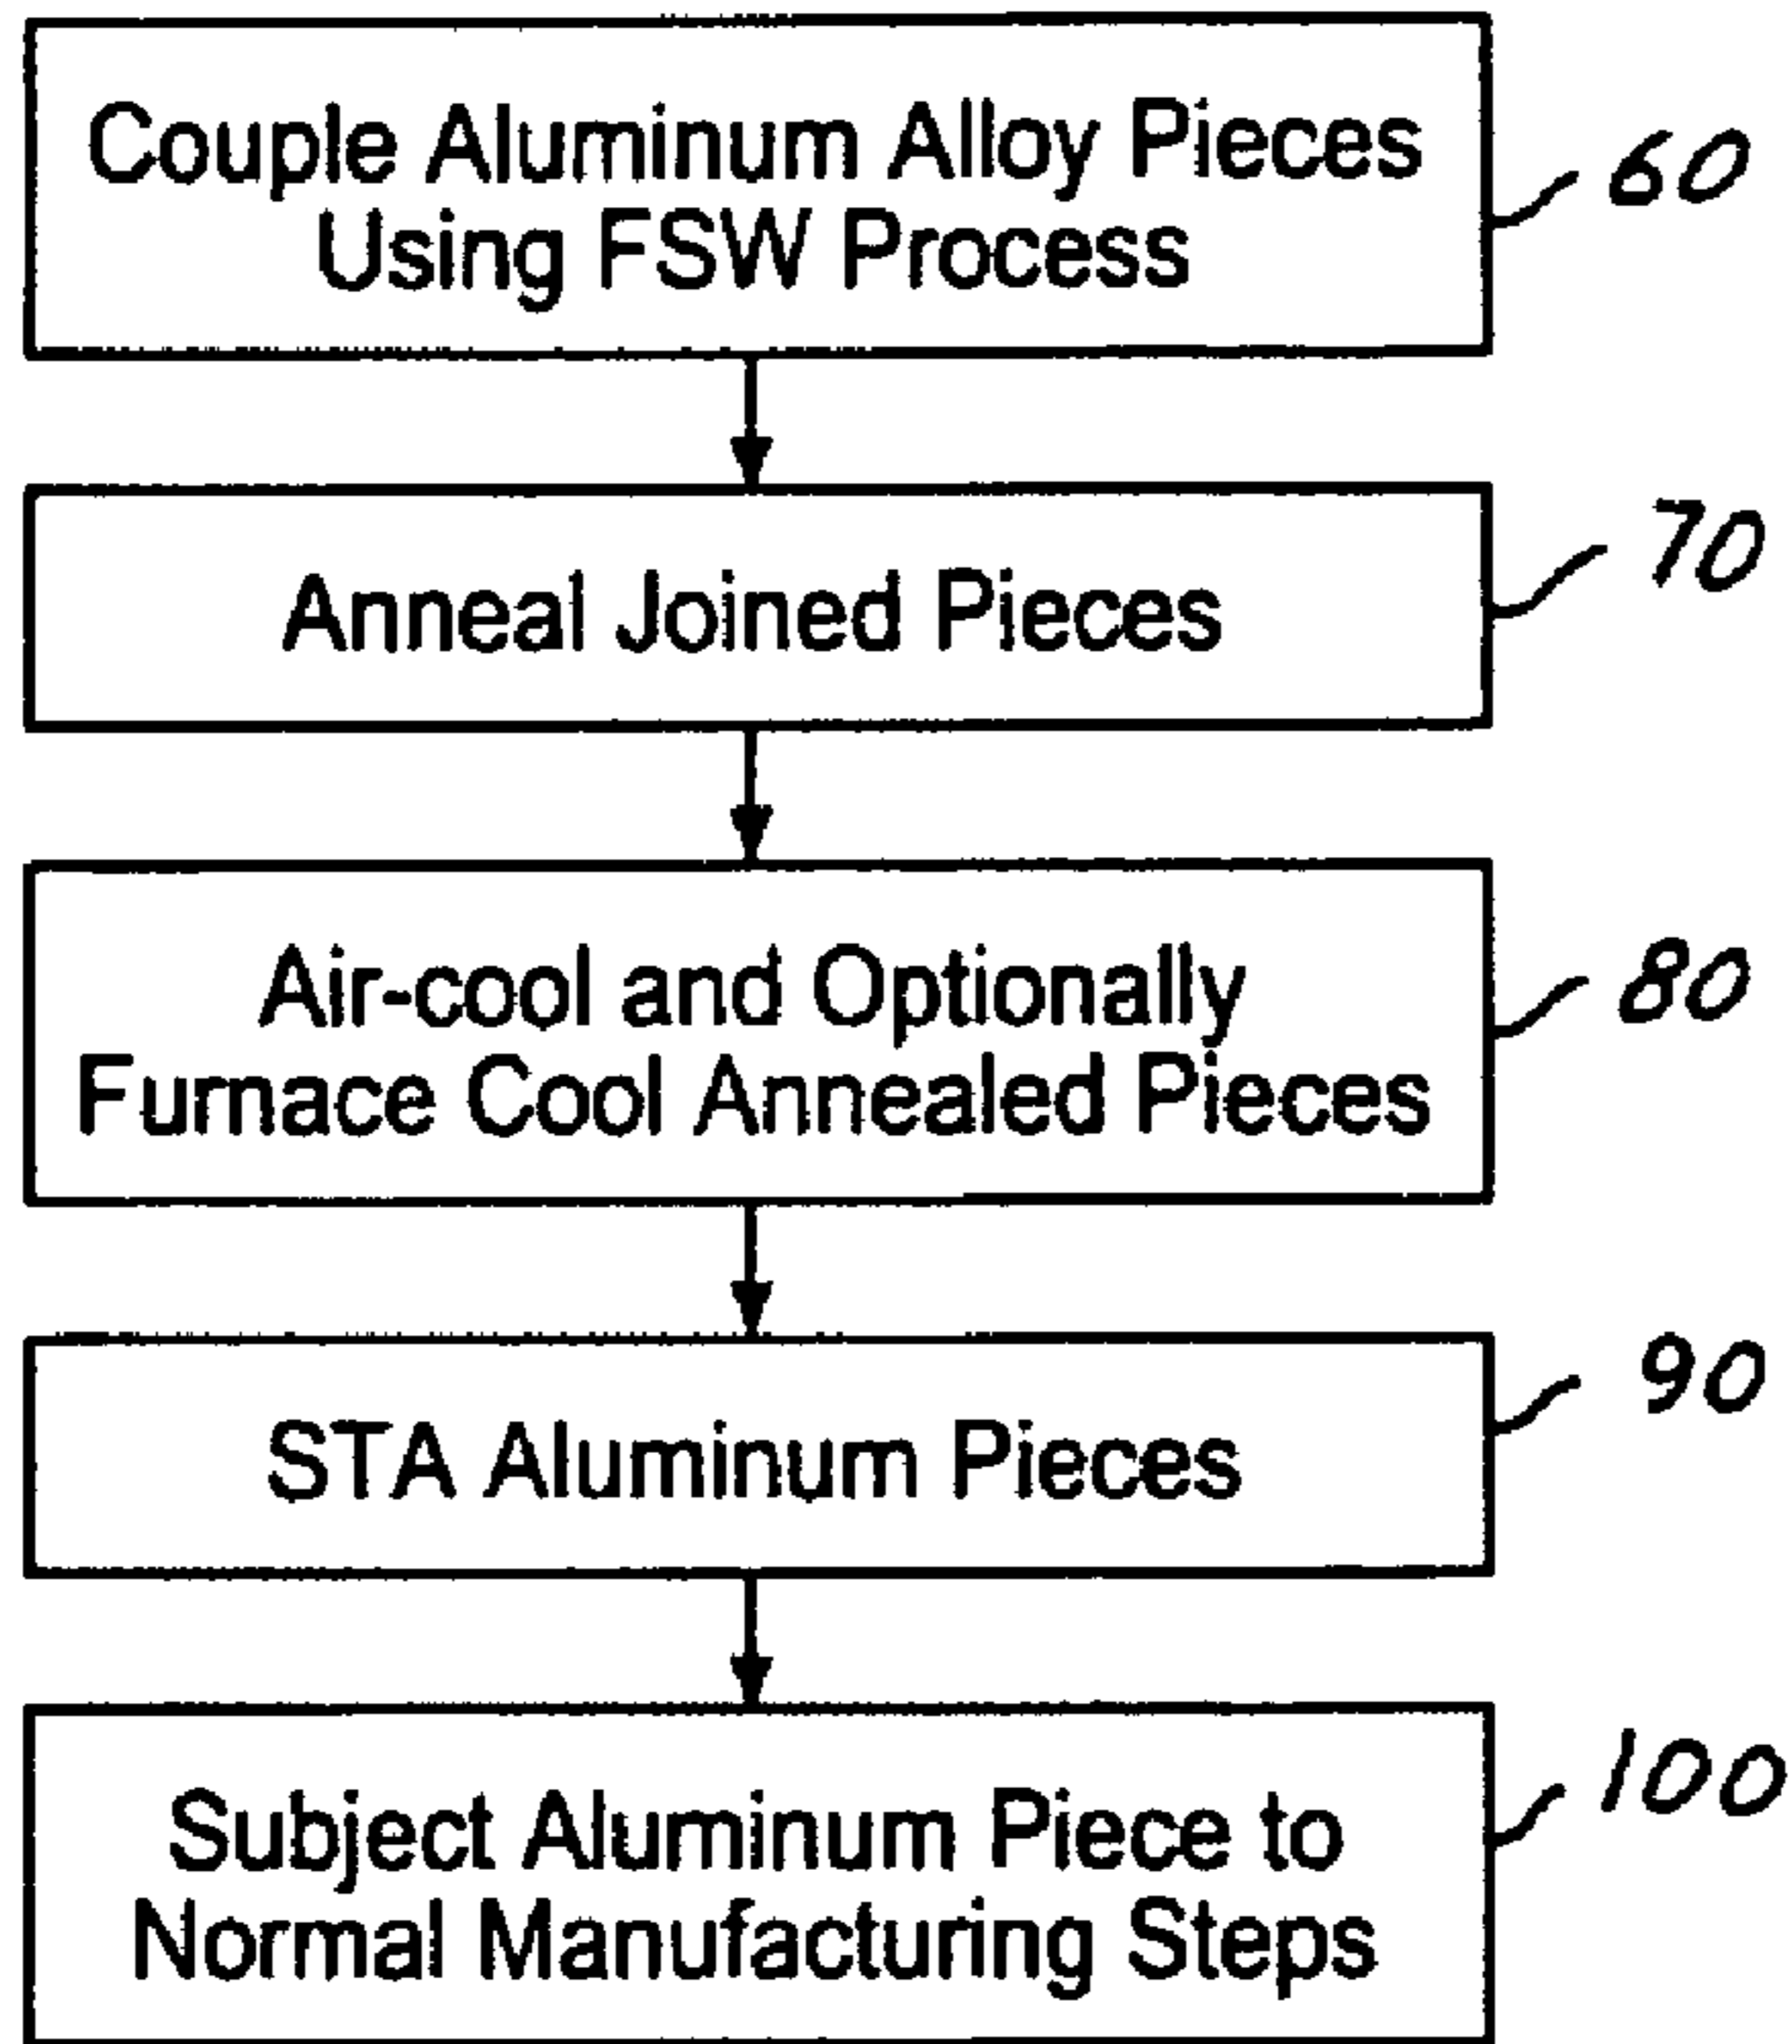 Couple Aluminum Alloy Pieces
Using FSW Process
60
Anneal Joined Pieces
70
Air-cool and Optionally
Furnace Cool Annealed Pieces
80
STA Aluminum Pieces
90
Subject Aluminum Piece to
Normal Manufacturing Steps
100